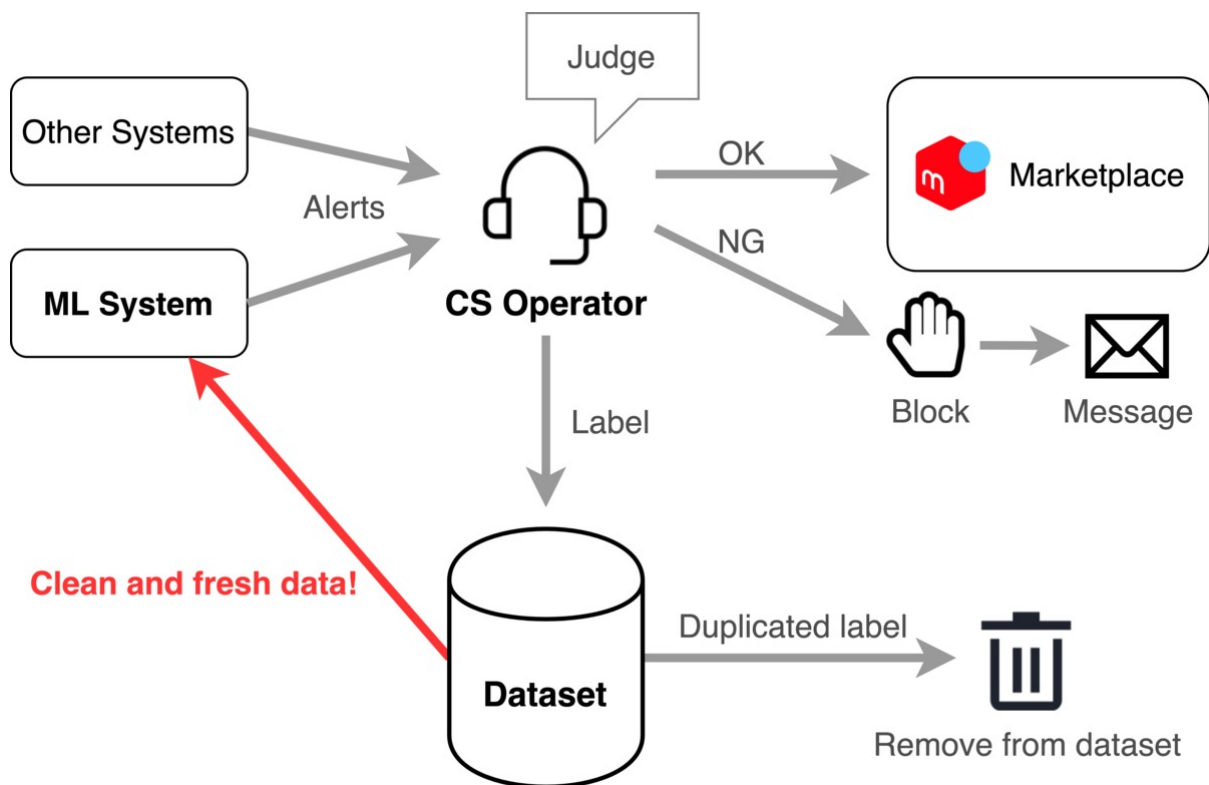 Judge
Other Systems
OK
m
Marketplace
Alerts
NG
ML System
CS Operator
Block
Message
Label
Clean and fresh data!
Duplicated label
Dataset
Remove from dataset